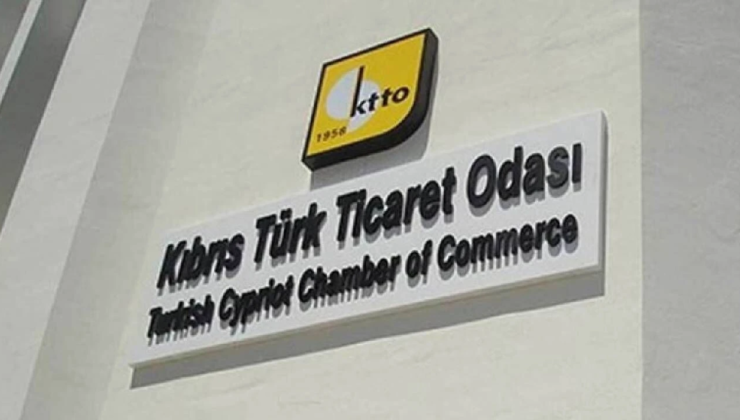 ktto
1958
Kıbrıs Türk Ticaret Odası
Turkish Cypriot Chamber of Commerce